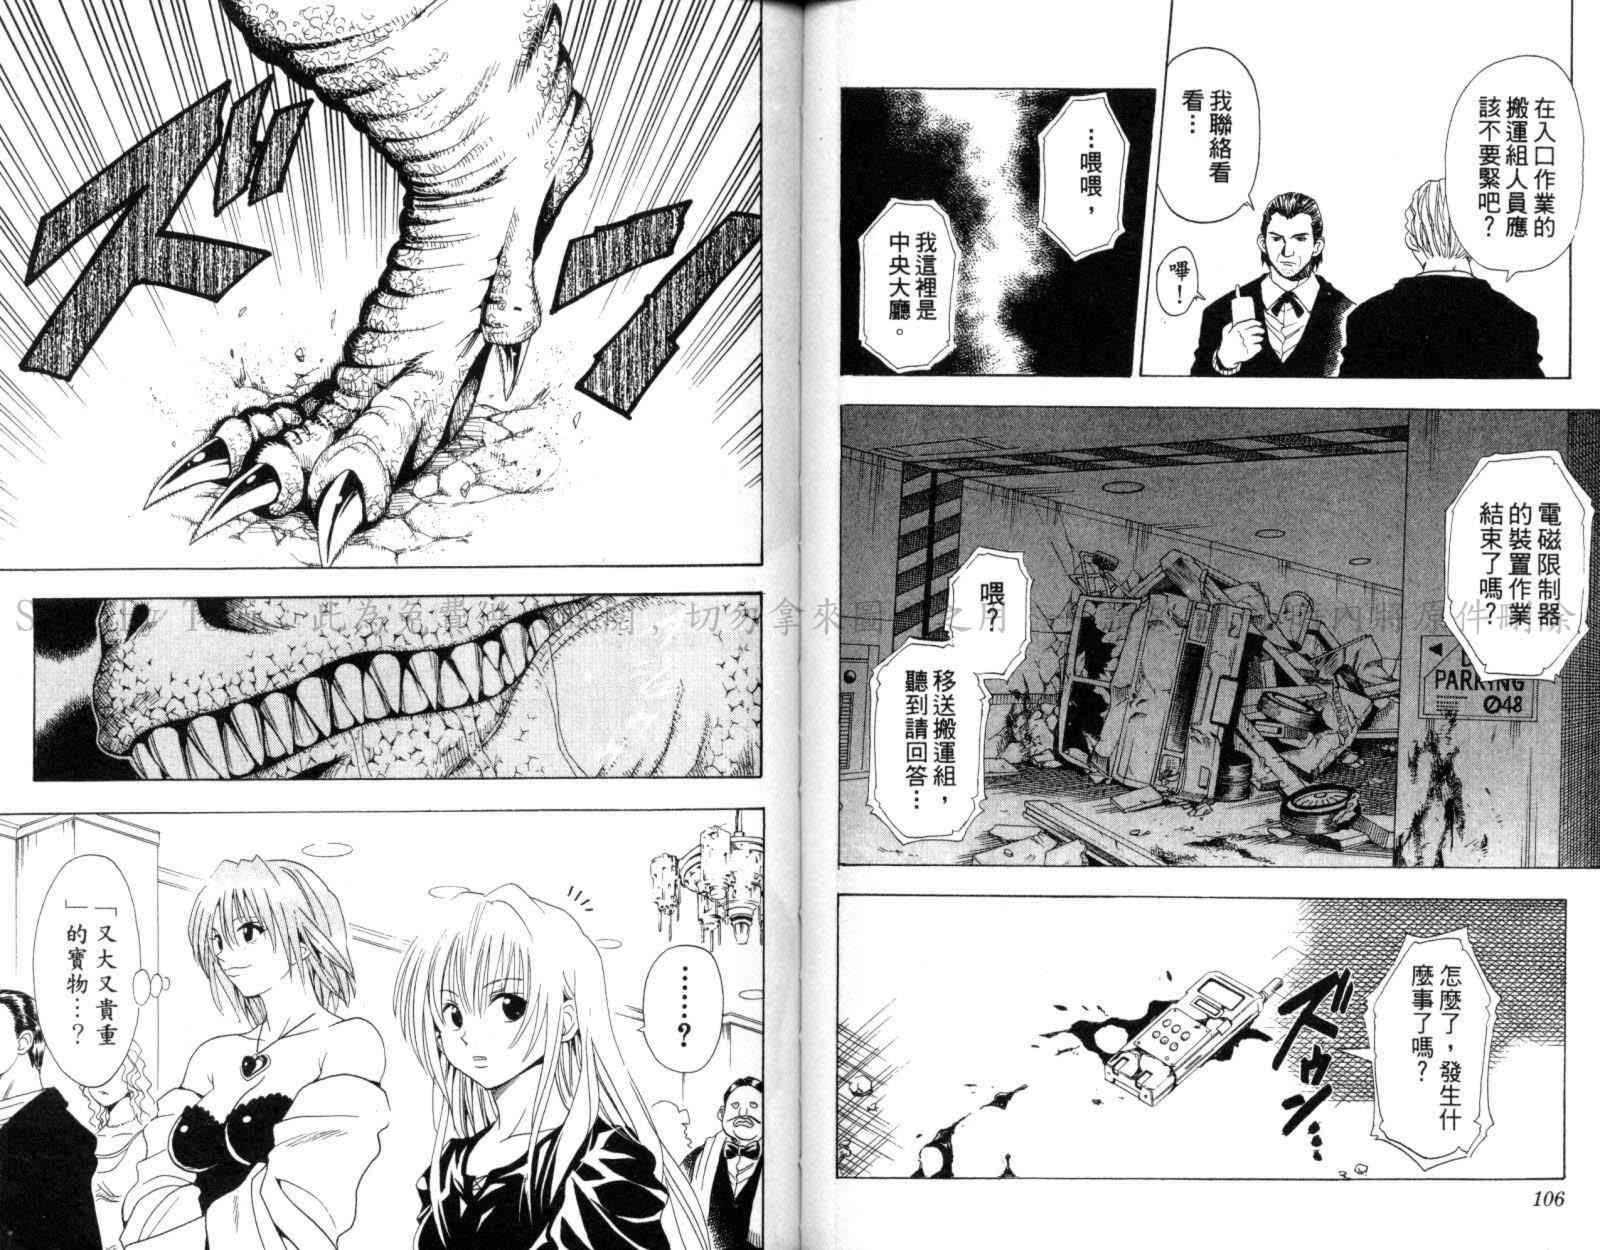 在入口作業的
搬運組人員應
該不要緊吧？
我聯絡看
看…
嗶！
…喂喂，
我這裡是
中央大廳。
電磁限制器
的裝置作業
結束了嗎？
喂？
移送搬運組，
聽到請回答…
PARKING
048
怎麼了，發生什
麼事了嗎？
ズズゥン
106
ズズゥン
……？
「又大又貴重
的寶物…？」